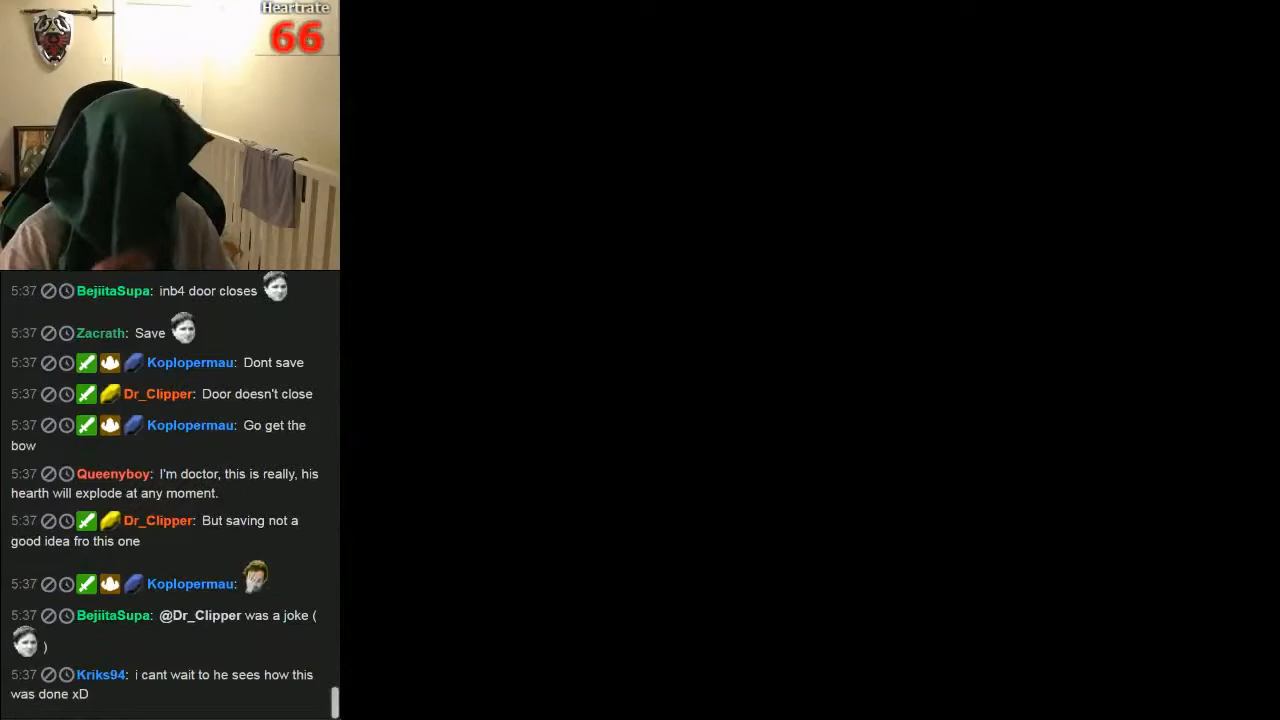 Heartrate
66
5:37 BejiitaSupa: inb4 door closes
5:37 Zacrath: Save
5:37 Koplopermau: Dont save
5:37 Dr_Clipper: Door doesn't close
5:37 Koplopermau: Go get the
bow
5:37 Queenyboy: I'm doctor, this is really, his
hearth will explode at any moment.
5:37 Dr_Clipper: But saving not a
good idea fro this one
5:37 Koplopermau:
5:37 BejiitaSupa: @Dr_Clipper was a joke (
)
5:37 Kriks94: i cant wait to he sees how this
was done xD